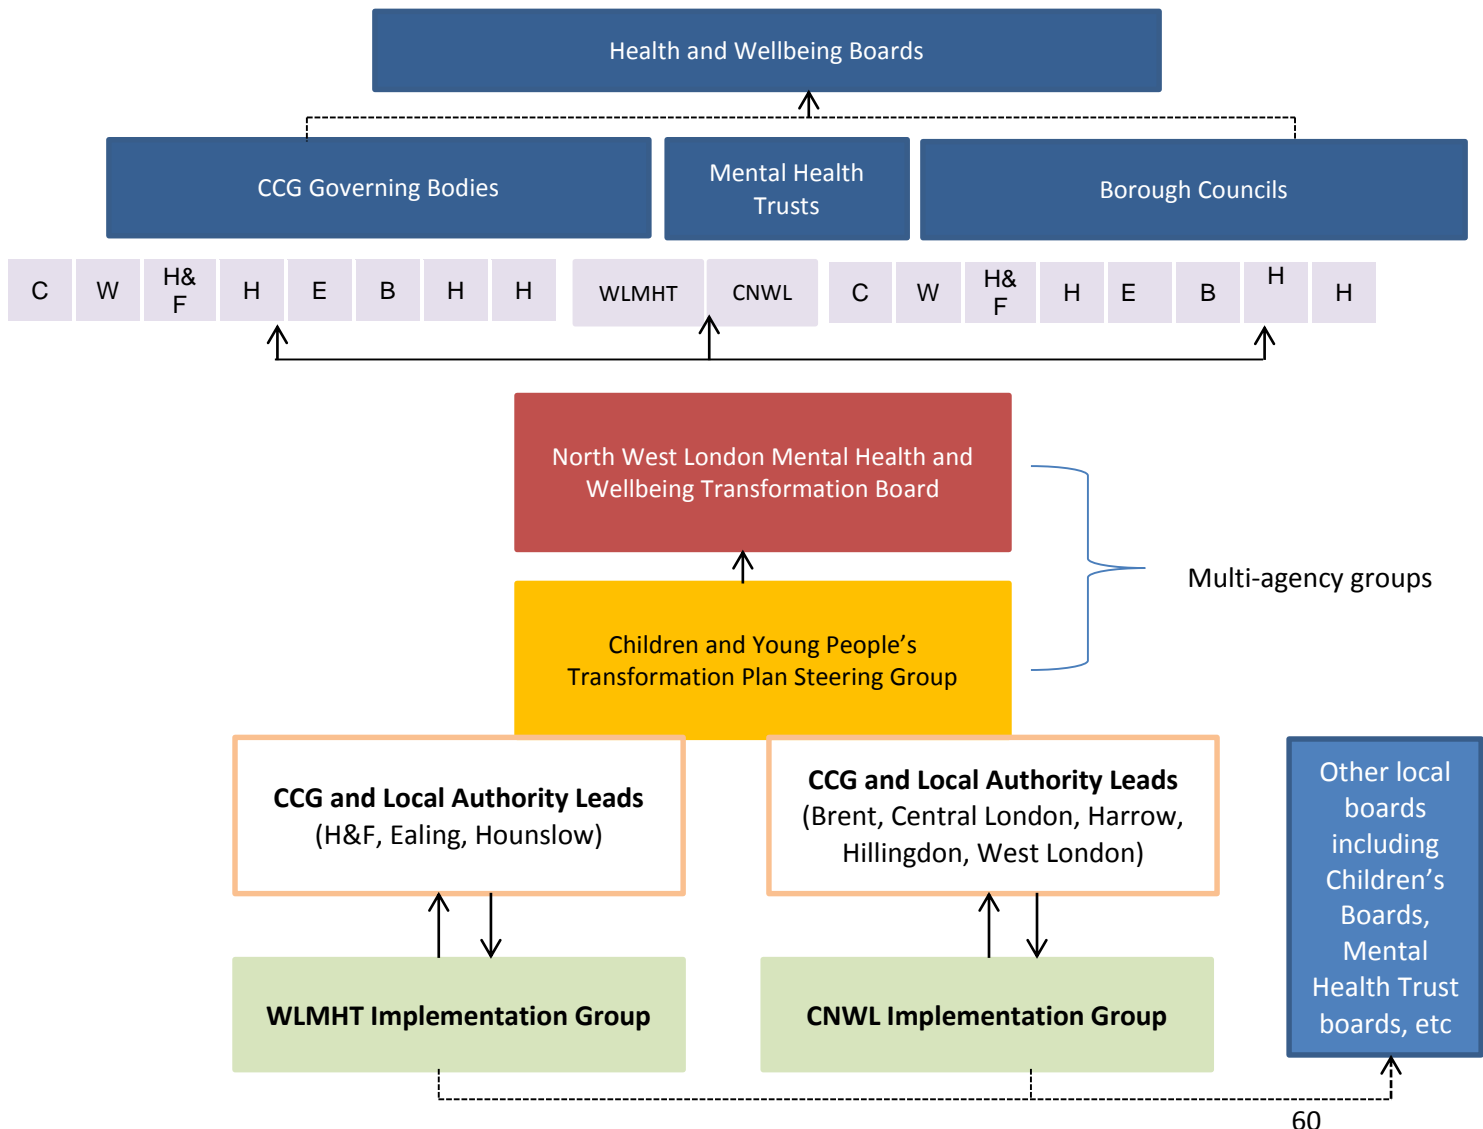 Health and Wellbeing Boards
CCG Governing Bodies
Mental Health
Trusts
Borough Councils
C
W
H&
F
H
E
B
H
H
WLMHT
CNWL
C
W
H&
F
H
E
B
H
H
North West London Mental Health and
Wellbeing Transformation Board
Multi-agency groups
Children and Young People’s
Transformation Plan Steering Group
CCG and Local Authority Leads
(H&F, Ealing, Hounslow)
CCG and Local Authority Leads
(Brent, Central London, Harrow,
Hillingdon, West London)
Other local
boards
including
Children’s
Boards,
Mental
Health Trust
boards, etc
WLMHT Implementation Group
CNWL Implementation Group
60